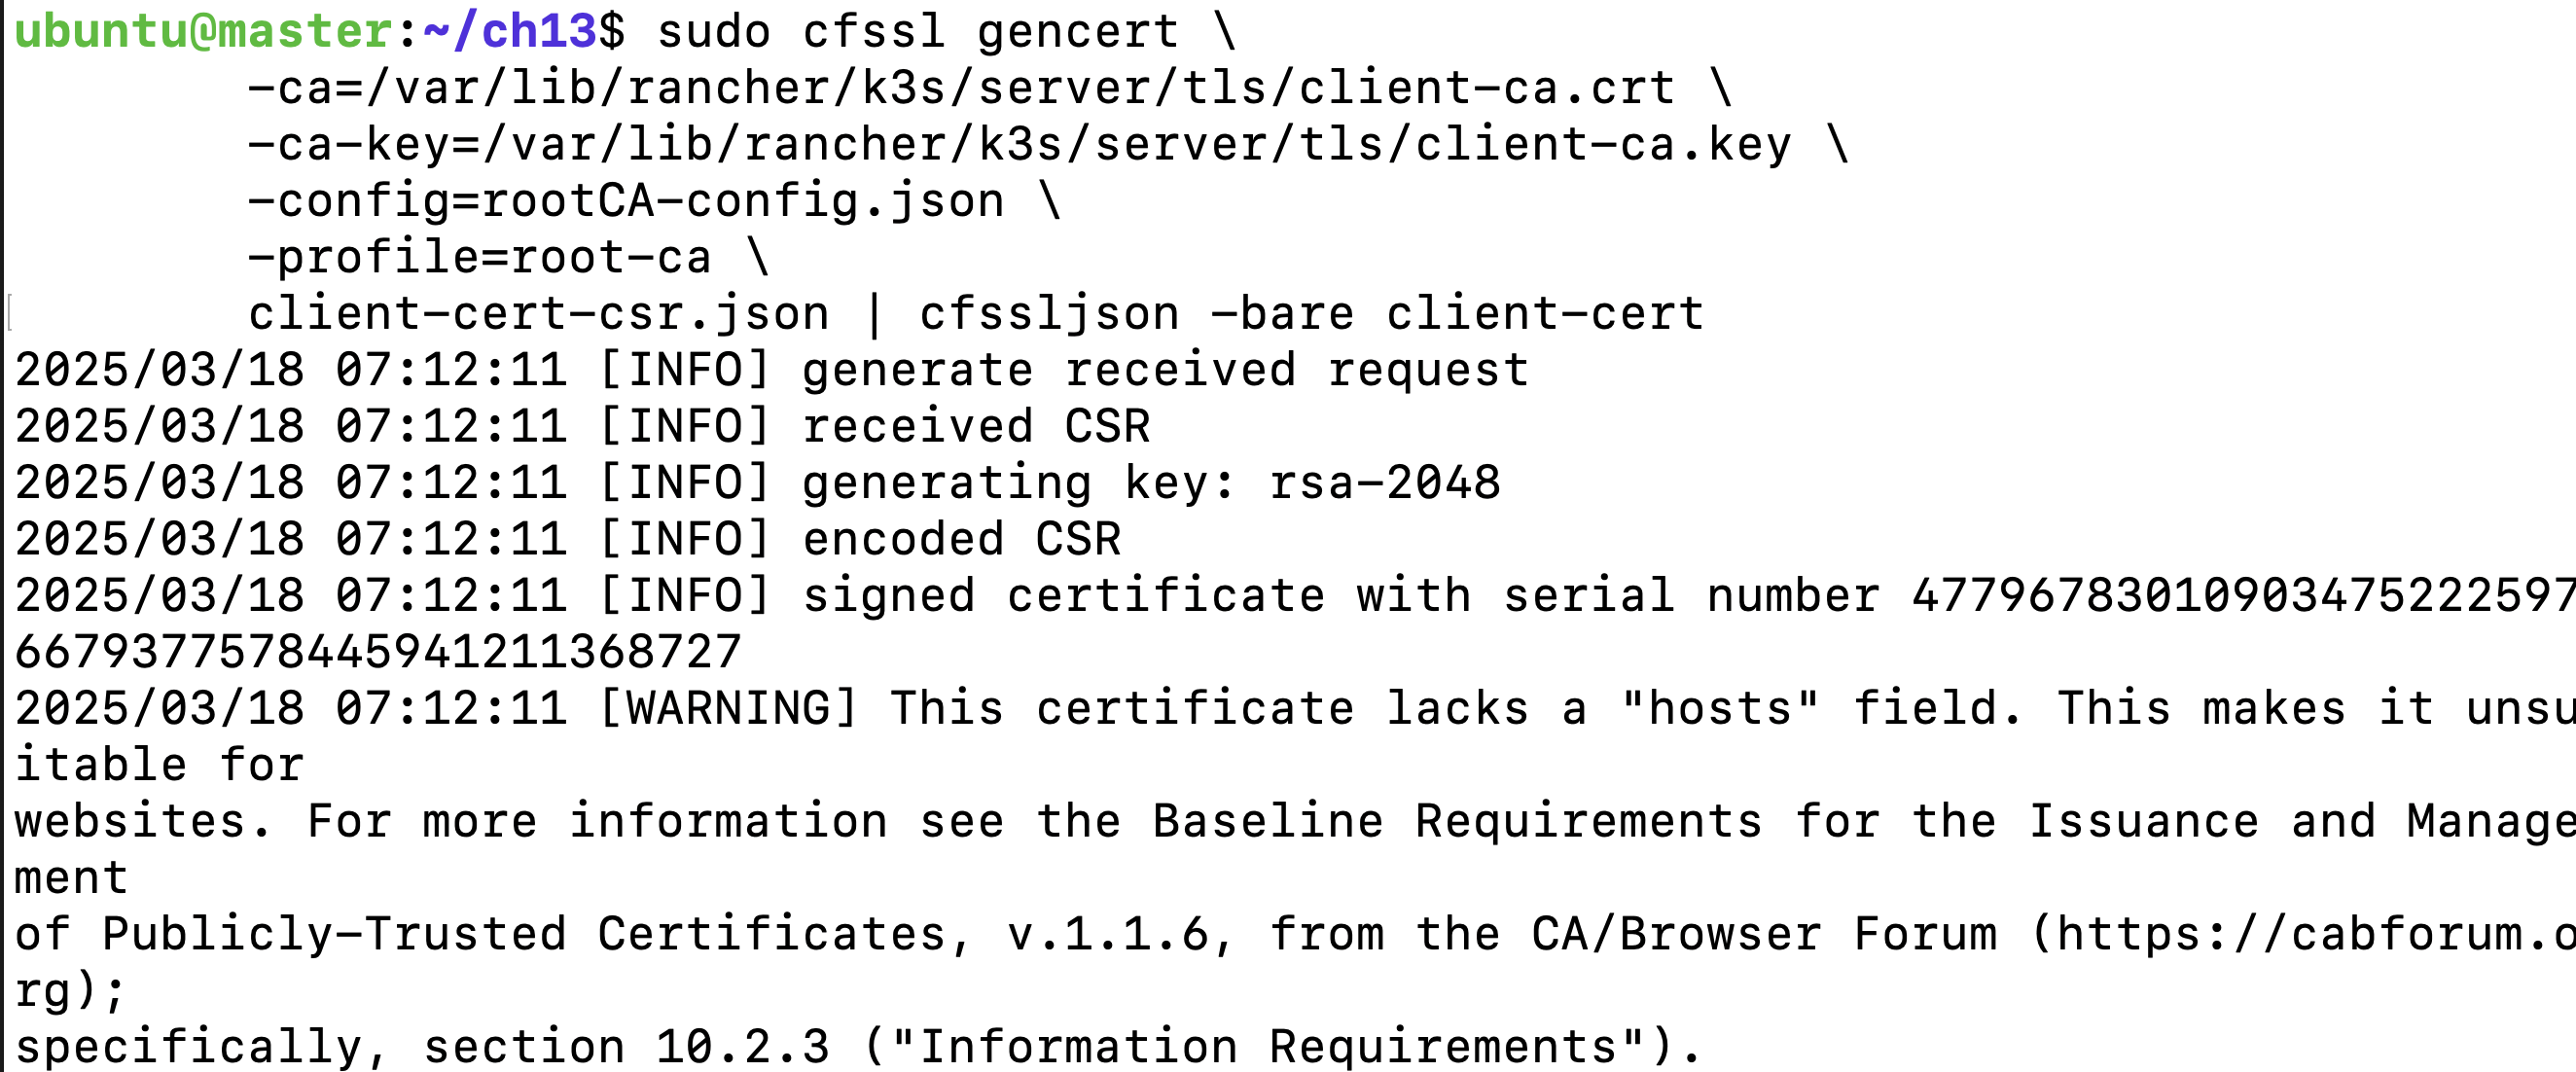 ubuntu@master:~/ch13$ sudo cfssl gencert \
        -ca=/var/lib/rancher/k3s/server/tls/client-ca.crt \
        -ca-key=/var/lib/rancher/k3s/server/tls/client-ca.key \
        -config=rootCA-config.json \
        -profile=root-ca \
        client-cert-csr.json | cfssljson -bare client-cert
2025/03/18 07:12:11 [INFO] generate received request
2025/03/18 07:12:11 [INFO] received CSR
2025/03/18 07:12:11 [INFO] generating key: rsa-2048
2025/03/18 07:12:11 [INFO] encoded CSR
2025/03/18 07:12:11 [INFO] signed certificate with serial number 47796783010903475222597
6679377578445941211368727
2025/03/18 07:12:11 [WARNING] This certificate lacks a "hosts" field. This makes it unsu
itable for
websites. For more information see the Baseline Requirements for the Issuance and Manage
ment
of Publicly-Trusted Certificates, v.1.1.6, from the CA/Browser Forum (https://cabforum.o
rg);
specifically, section 10.2.3 ("Information Requirements").